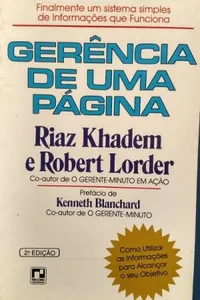 Finalmente um sistema simples
de Informações que Funciona
GERÊNCIA
DE UMA
PÁGINA
Riaz Khadem
e Robert Lorder
Co-autor de O GERENTE-MINUTO EM AÇÃO
Prefácio de
Kenneth Blanchard
Co-autor de O GERENTE-MINUTO
2ª EDIÇÃO
Como Utilizar
as Informações
para Alcançar
o seu Objetivo